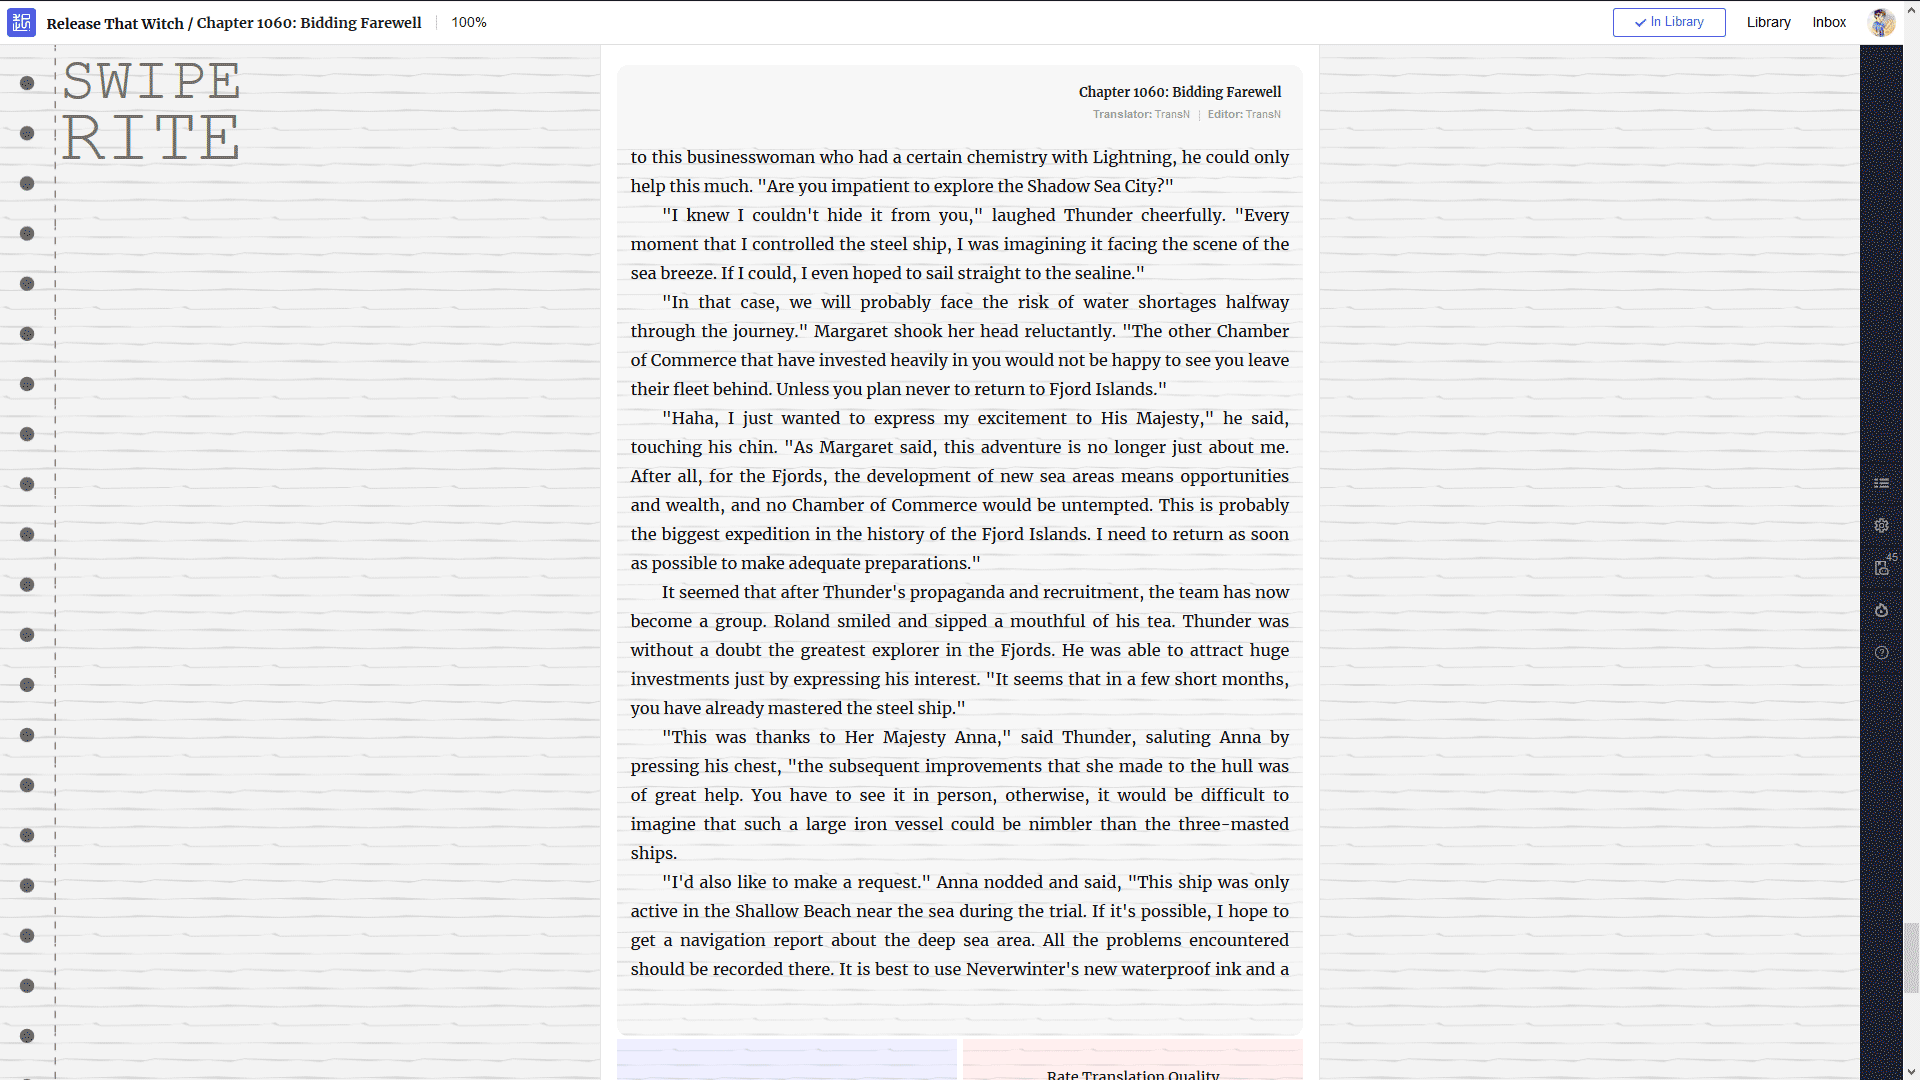 Release That Witch / Chapter 1060: Bidding Farewell
100%
In Library
Library
Inbox
SWIPE
RITE
Chapter 1060: Bidding Farewell
Translator: TransN | Editor: TransN
to this businesswoman who had a certain chemistry with Lightning, he could only
help this much. "Are you impatient to explore the Shadow Sea City?"
"I knew I couldn't hide it from you," laughed Thunder cheerfully. "Every
moment that I controlled the steel ship, I was imagining it facing the scene of the
sea breeze. If I could, I even hoped to sail straight to the sealine."
"In that case, we will probably face the risk of water shortages halfway
through the journey." Margaret shook her head reluctantly. "The other Chamber
of Commerce that have invested heavily in you would not be happy to see you leave
their fleet behind. Unless you plan never to return to Fjord Islands."
"Haha, I just wanted to express my excitement to His Majesty," he said,
touching his chin. "As Margaret said, this adventure is no longer just about me.
After all, for the Fjords, the development of new sea areas means opportunities
and wealth, and no Chamber of Commerce would be untempted. This is probably
the biggest expedition in the history of the Fjord Islands. I need to return as soon
as possible to make adequate preparations."
It seemed that after Thunder's propaganda and recruitment, the team has now
become a group. Roland smiled and sipped a mouthful of his tea. Thunder was
without a doubt the greatest explorer in the Fjords. He was able to attract huge
investments just by expressing his interest. "It seems that in a few short months,
you have already mastered the steel ship."
"This was thanks to Her Majesty Anna," said Thunder, saluting Anna by
pressing his chest, "the subsequent improvements that she made to the hull was
of great help. You have to see it in person, otherwise, it would be difficult to
imagine that such a large iron vessel could be nimbler than the three-masted
ships.
"I'd also like to make a request." Anna nodded and said, "This ship was only
active in the Shallow Beach near the sea during the trial. If it's possible, I hope to
get a navigation report about the deep sea area. All the problems encountered
should be recorded there. It is best to use Neverwinter's new waterproof ink and a
45
Rate Translation Quality